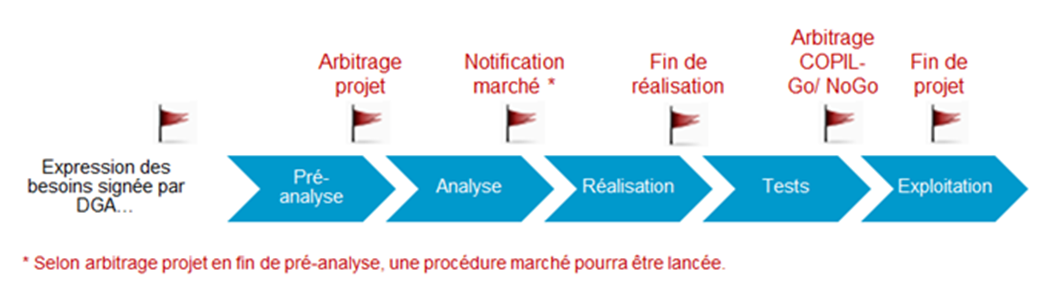 Arbitrage
projet
Notification
marché *
Fin de
réalisation
Arbitrage
COPIL-
Go/ NoGo
Fin de
projet
Expression des
besoins signée par
DGA...
Pré-
analyse
Analyse
Réalisation
Tests
Exploitation
* Selon arbitrage projet en fin de pré-analyse, une procédure marché pourra être lancée.